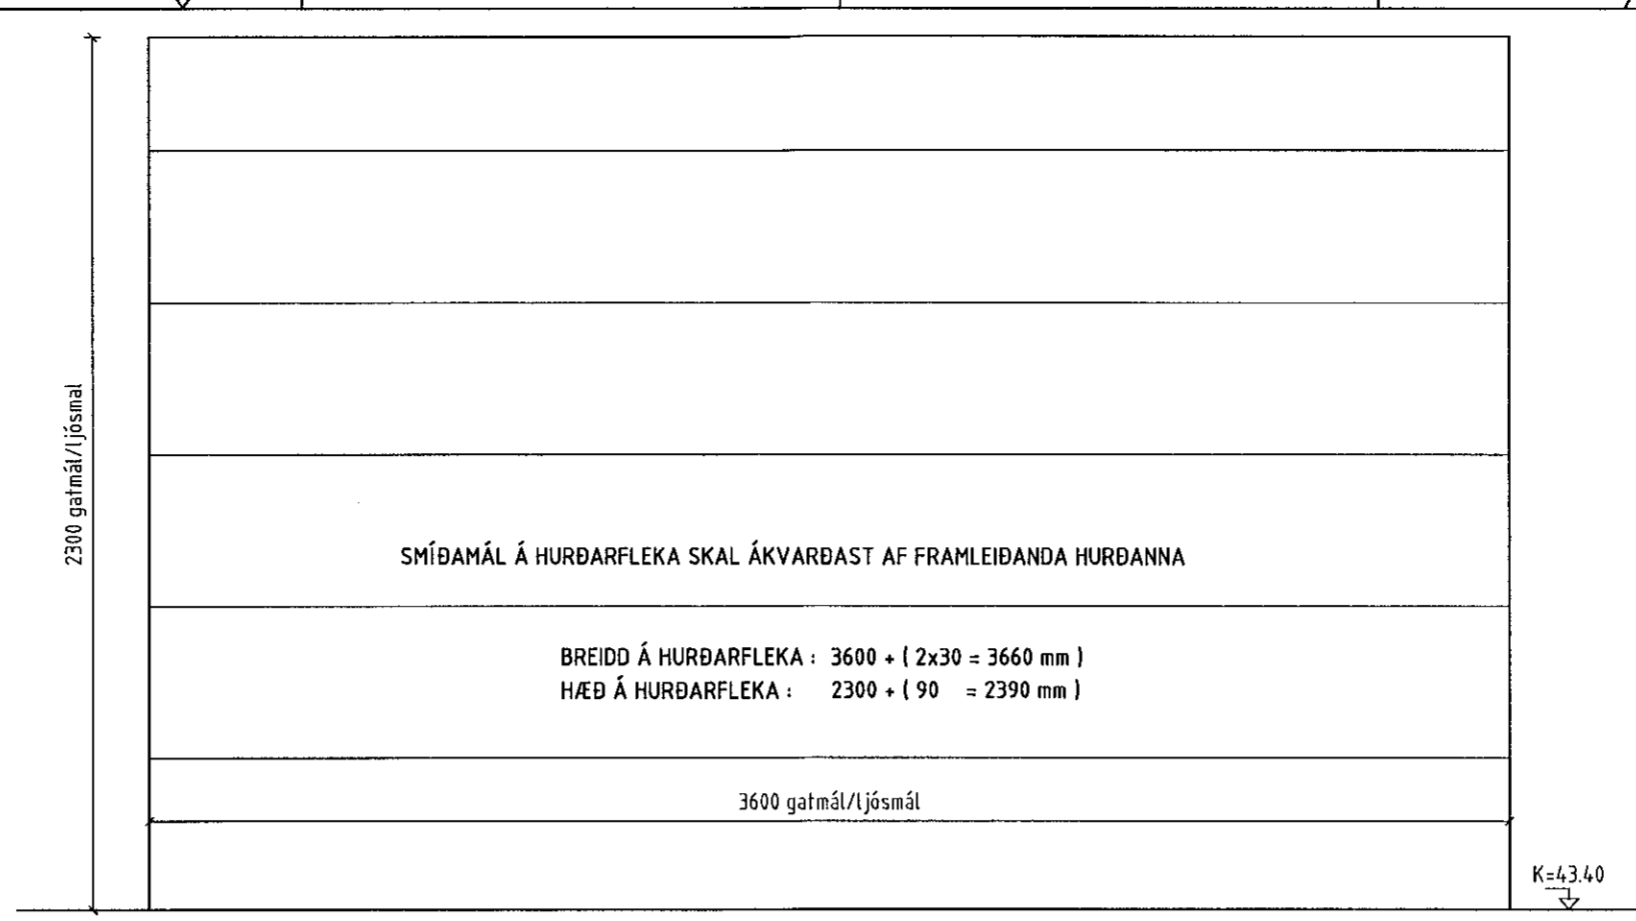 2300 gatmál/ljósmal
SMÍÐAMÁL Á HURÐARFLEKA SKAL ÁKVARÐAST AF FRAMLEIÐANDA HURÐANNA
BREIDD Á HURÐARFLEKA : 3600 + ( 2x30 = 3660 mm )
HÆÐ Á HURÐARFLEKA : 2300 + ( 90 = 2390 mm )
3600 gatmál/ljósmál
K=43.40